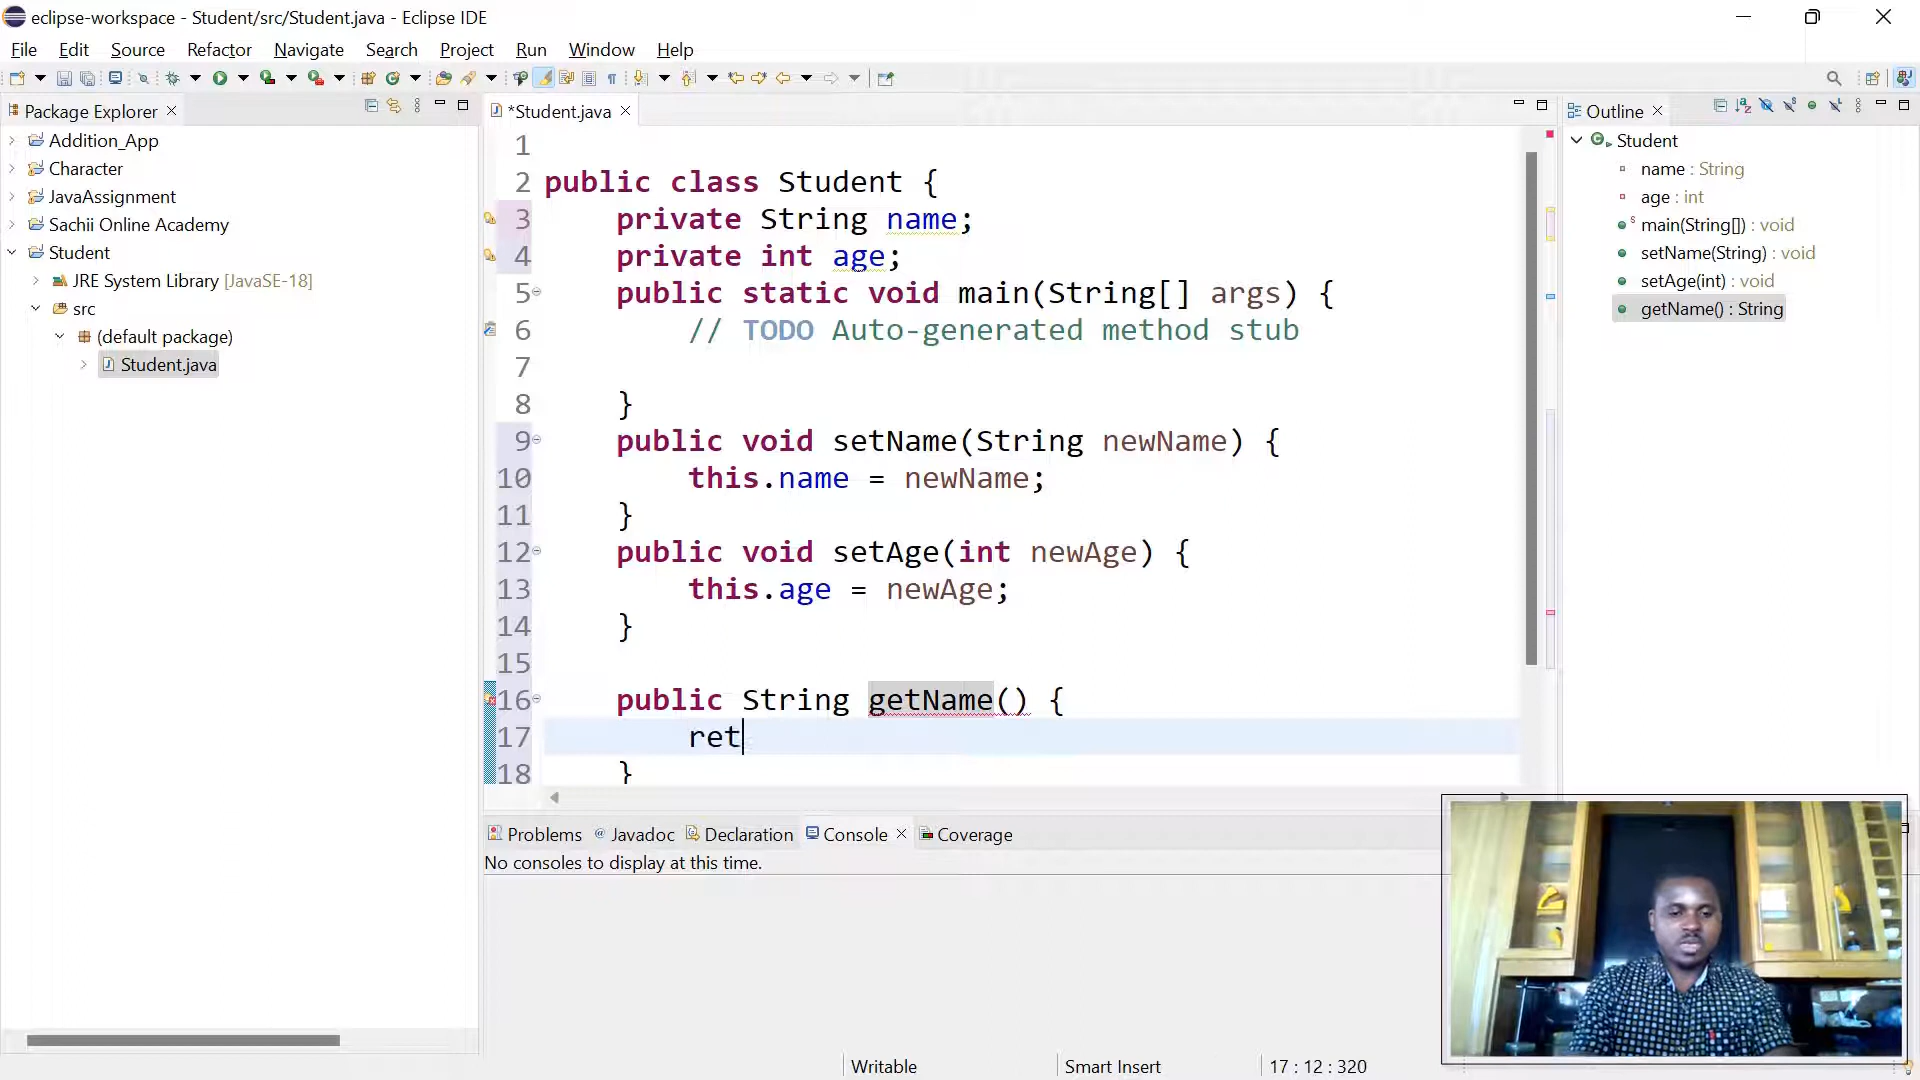 eclipse-workspace - Student/src/Student.java - Eclipse IDE
File Edit Source Refactor Navigate Search Project Run Window Help
Package Explorer
Addition_App
Character
JavaAssignment
Sachii Online Academy
Student
JRE System Library [JavaSE-18]
src
(default package)
Student.java
*Student.java
1
2 public class Student {
3 private String name;
4 private int age;
5 public static void main(String[] args) {
6 // TODO Auto-generated method stub
7
8 }
9 public void setName(String newName) {
10 this.name = newName;
11 }
12 public void setAge(int newAge) {
13 this.age = newAge;
14 }
15
16 public String getName() {
17 ret
18 }
Outline
Student
name : String
age : int
main(String[]) : void
setName(String) : void
setAge(int) : void
getName() : String
Problems Javadoc Declaration Console Coverage
No consoles to display at this time.
Writable Smart Insert 17 : 12 : 320